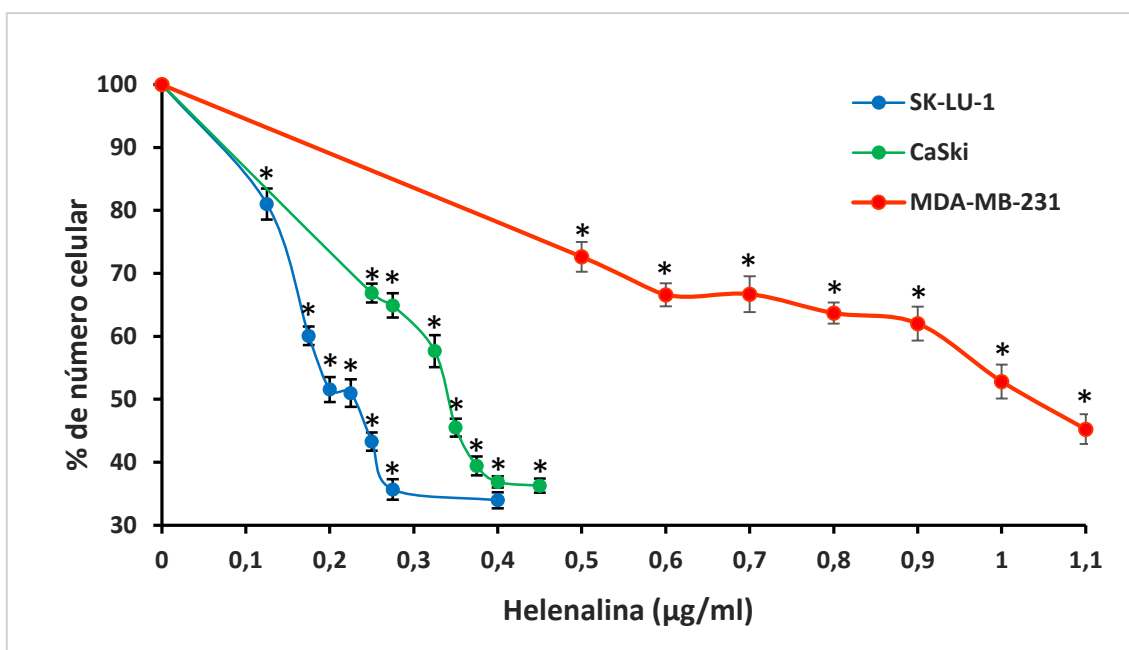 % de número celular
100
90
80
70
60
50
40
30
SK-LU-1
CaSki
MDA-MB-231
* * * * * *
* * * * * * *
* * * * * * *
0 0,1 0,2 0,3 0,4 0,5 0,6 0,7 0,8 0,9 1 1,1
Helenalina (µg/ml)